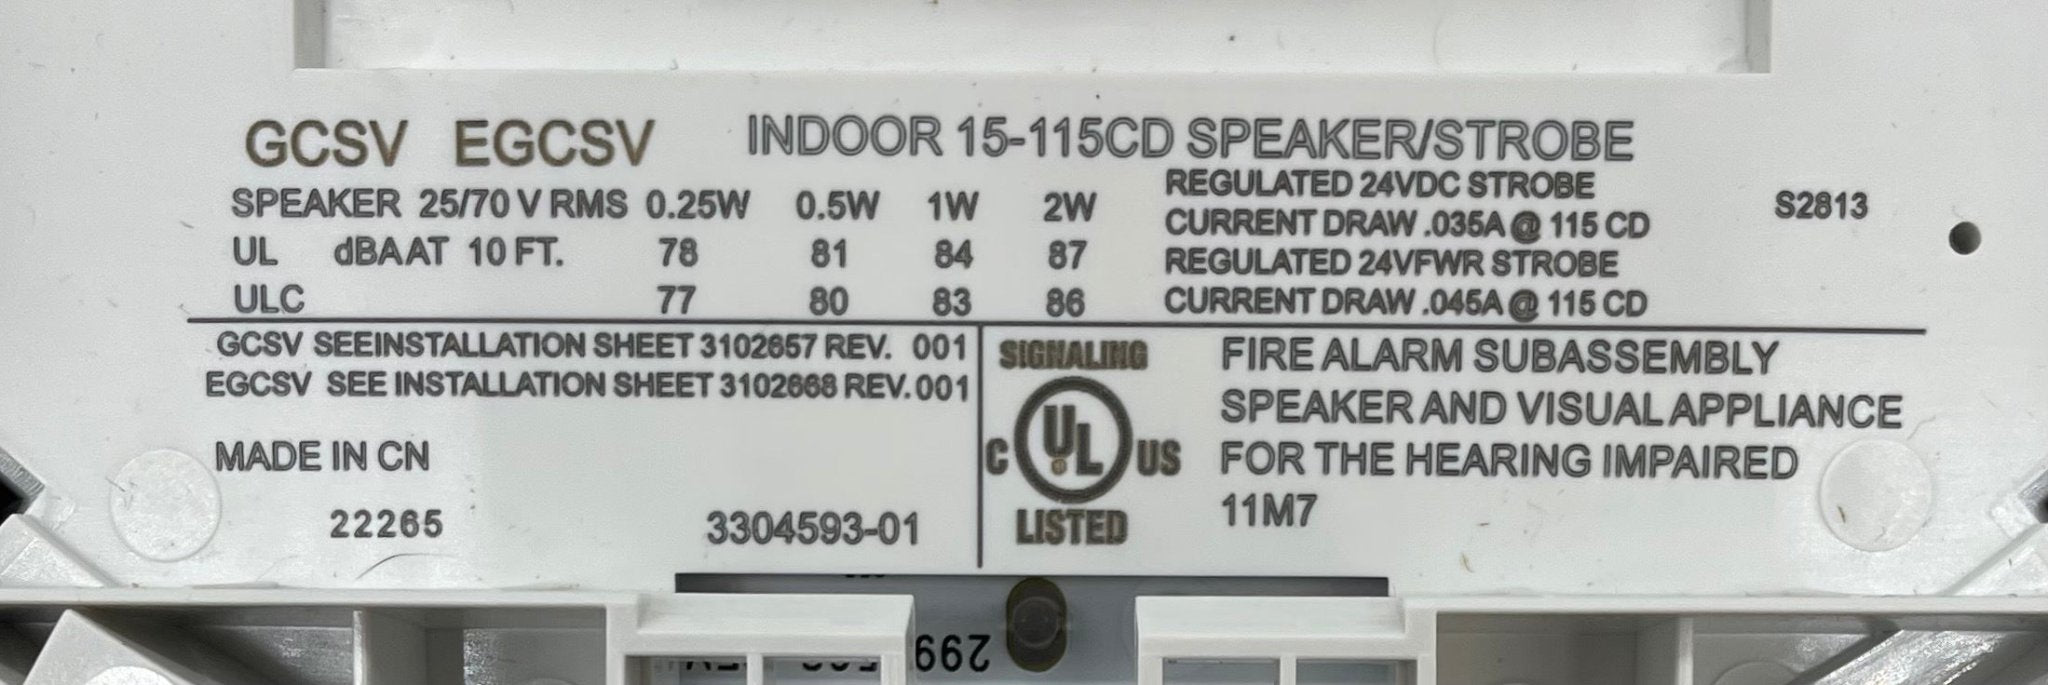 GCSV EGCSV INDOOR 15-115CD SPEAKER/STROBE
SPEAKER 25/70 V RMS 0.25W 0.5W 1W 2W
UL dBA AT 10 FT. 78 81 84 87
ULC 77 80 83 86
REGULATED 24VDC STROBE
CURRENT DRAW .035A @ 115 CD
REGULATED 24VFWR STROBE
CURRENT DRAW .045A @ 115 CD
S2813
GCSV SEEINSTALLATION SHEET 3102657 REV. 001
EGCSV SEE INSTALLATION SHEET 3102668 REV. 001
MADE IN CN
22265 3304593-01
SIGNALING
C UL US
LISTED
FIRE ALARM SUBASSEMBLY
SPEAKER AND VISUAL APPLIANCE
FOR THE HEARING IMPAIRED
11M7